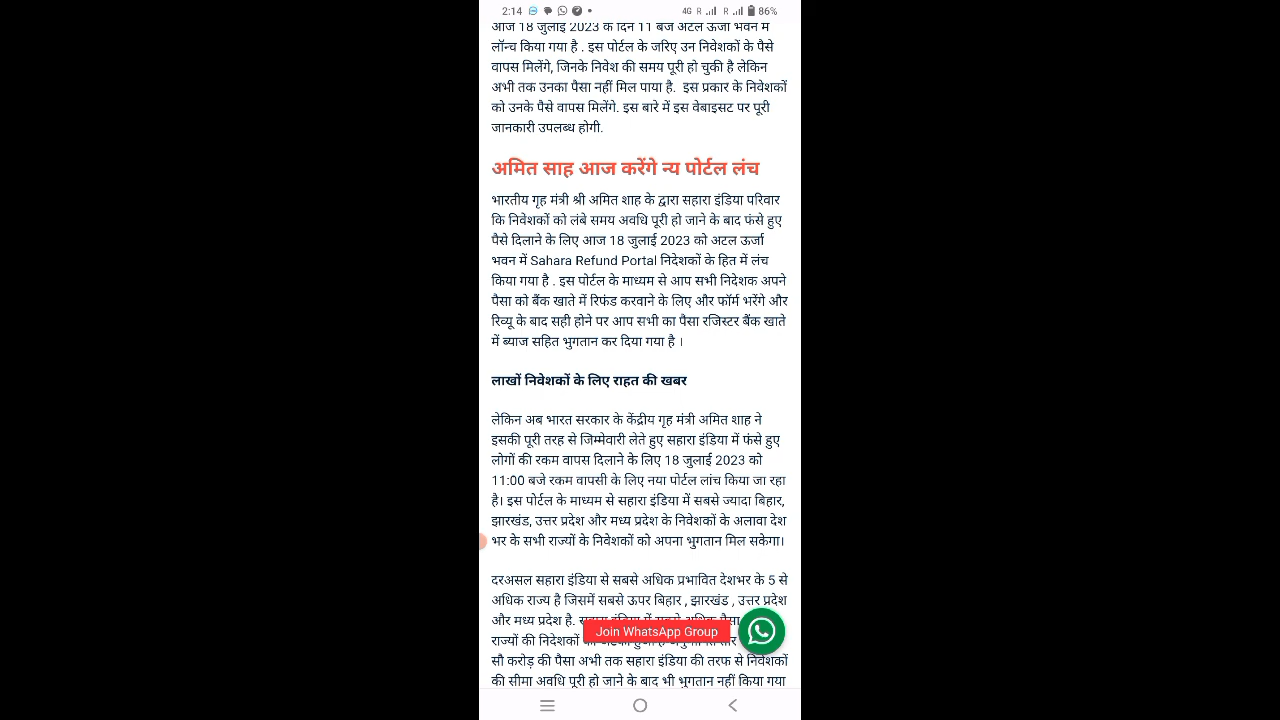 2:14
4G R R 86%
आज 18 जुलाई 2023 के दिन 11 बजे अटल ऊर्जा भवन में
लॉन्च किया गया है . इस पोर्टल के जरिए उन निवेशकों के पैसे
वापस मिलेंगे, जिनके निवेश की समय पूरी हो चुकी है लेकिन
अभी तक उनका पैसा नहीं मिल पाया है. इस प्रकार के निवेशकों
को उनके पैसे वापस मिलेंगे. इस बारे में इस वेबाइसट पर पूरी
जानकारी उपलब्ध होगी.
अमित साह आज करेंगे न्य पोर्टल लंच
भारतीय गृह मंत्री श्री अमित शाह के द्वारा सहारा इंडिया परिवार
कि निवेशकों को लंबे समय अवधि पूरी हो जाने के बाद फंसे हुए
पैसे दिलाने के लिए आज 18 जुलाई 2023 को अटल ऊर्जा
भवन में Sahara Refund Portal निदेशकों के हित में लंच
किया गया है . इस पोर्टल के माध्यम से आप सभी निदेशक अपने
पैसा को बैंक खाते में रिफंड करवाने के लिए और फॉर्म भरेंगे और
रिव्यू के बाद सही होने पर आप सभी का पैसा रजिस्टर बैंक खाते
में ब्याज सहित भुगतान कर दिया गया है ।
लाखों निवेशकों के लिए राहत की खबर
लेकिन अब भारत सरकार के केंद्रीय गृह मंत्री अमित शाह ने
इसकी पूरी तरह से जिम्मेवारी लेते हुए सहारा इंडिया में फंसे हुए
लोगों की रकम वापस दिलाने के लिए 18 जुलाई 2023 को
11:00 बजे रकम वापसी के लिए नया पोर्टल लांच किया जा रहा
है। इस पोर्टल के माध्यम से सहारा इंडिया में सबसे ज्यादा बिहार,
झारखंड, उत्तर प्रदेश और मध्य प्रदेश के निवेशकों के अलावा देश
भर के सभी राज्यों के निवेशकों को अपना भुगतान मिल सकेगा।
दरअसल सहारा इंडिया से सबसे अधिक प्रभावित देशभर के 5 से
अधिक राज्य है जिसमें सबसे ऊपर बिहार , झारखंड , उत्तर प्रदेश
और मध्य प्रदेश है.
राज्यों की निदेशकों
Join WhatsApp Group
सौ करोड़ की पैसा अभी तक सहारा इंडिया की तरफ से निवेशकों
की सीमा अवधि पूरी हो जाने के बाद भी भुगतान नहीं किया गया